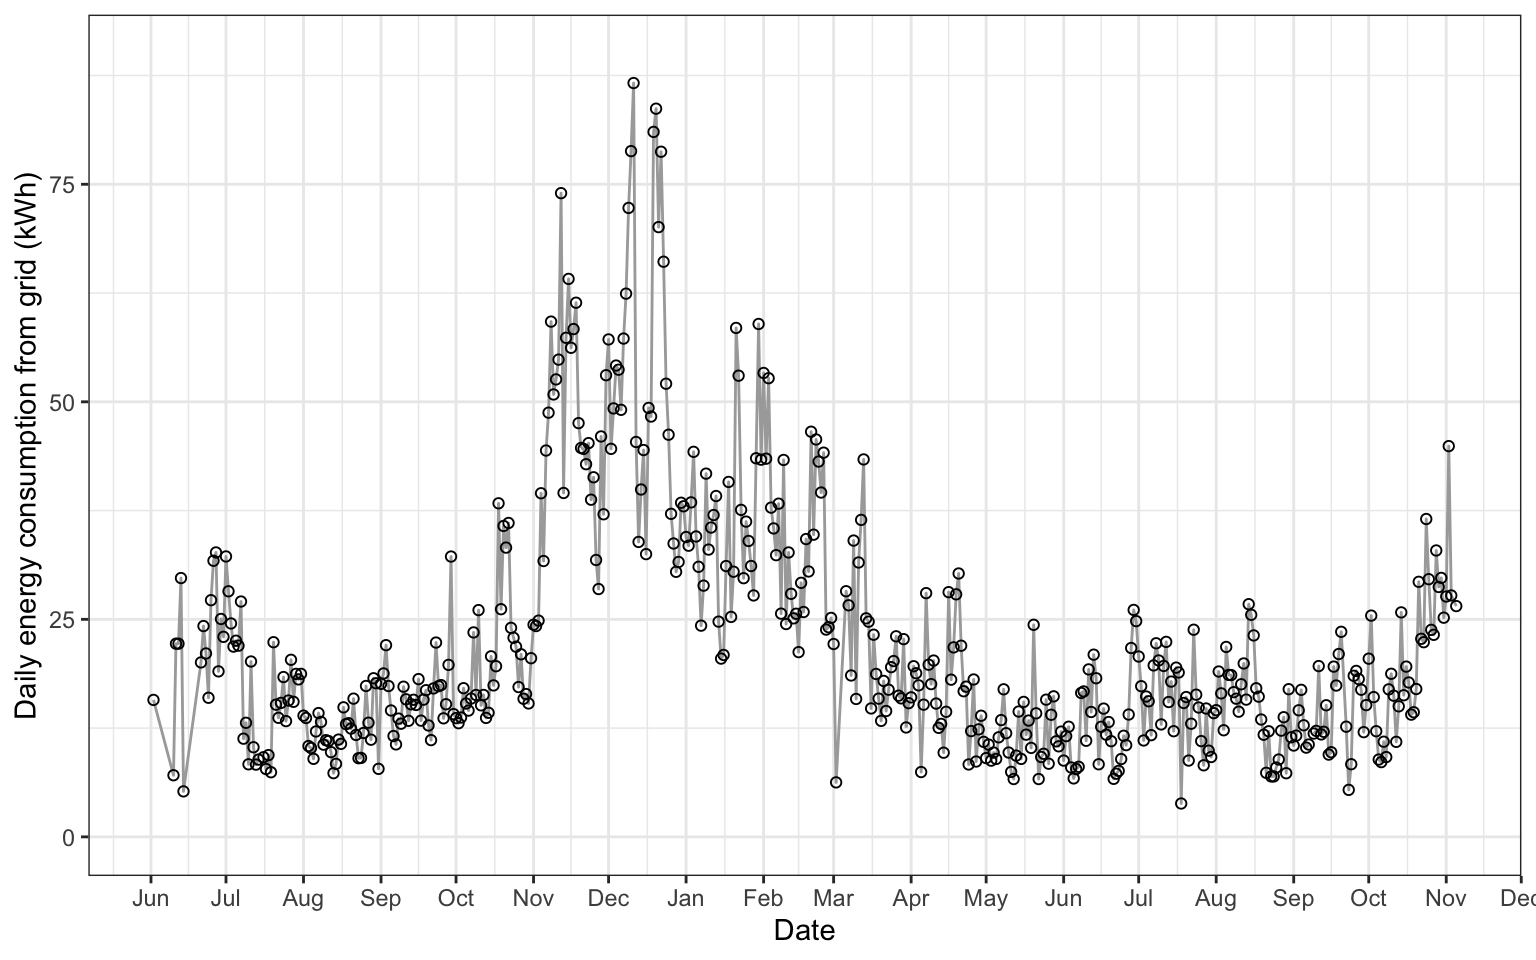 Daily energy consumption from grid (kWh)
75
50
25
0
Jun Jul Aug Sep Oct Nov Dec Jan Feb Mar Apr May Jun Jul Aug Sep Oct Nov Dec
Date